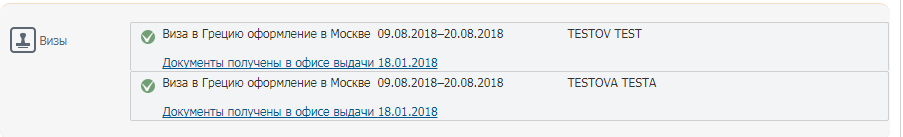 Визы
Виза в Грецию оформление в Москве 09.08.2018–20.08.2018 TESTOV TEST
Документы получены в офисе выдачи 18.01.2018
Виза в Грецию оформление в Москве 09.08.2018–20.08.2018 TESTOVA TESTA
Документы получены в офисе выдачи 18.01.2018